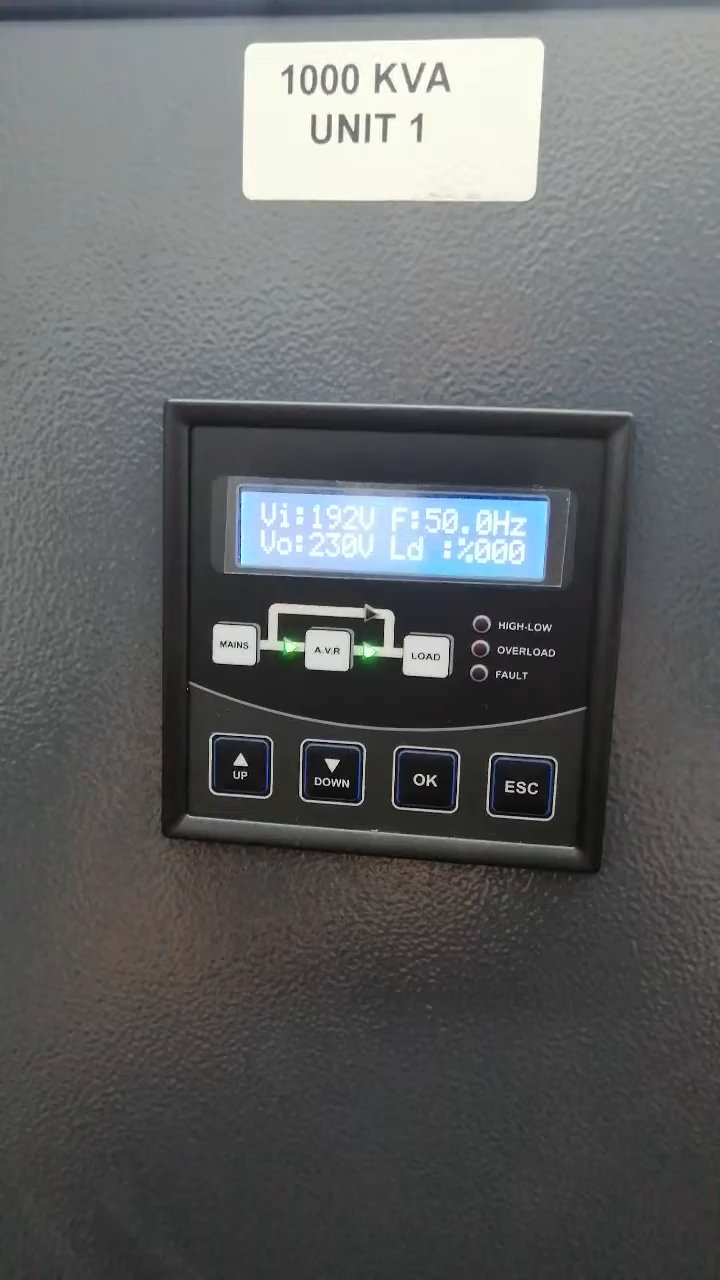 1000 KVA
UNIT 1
Vi:192V F:50.0Hz
Vo:230V Ld :%000
MAINS
A.V.R
LOAD
HIGH-LOW
OVERLOAD
FAULT
UP
DOWN
OK
ESC